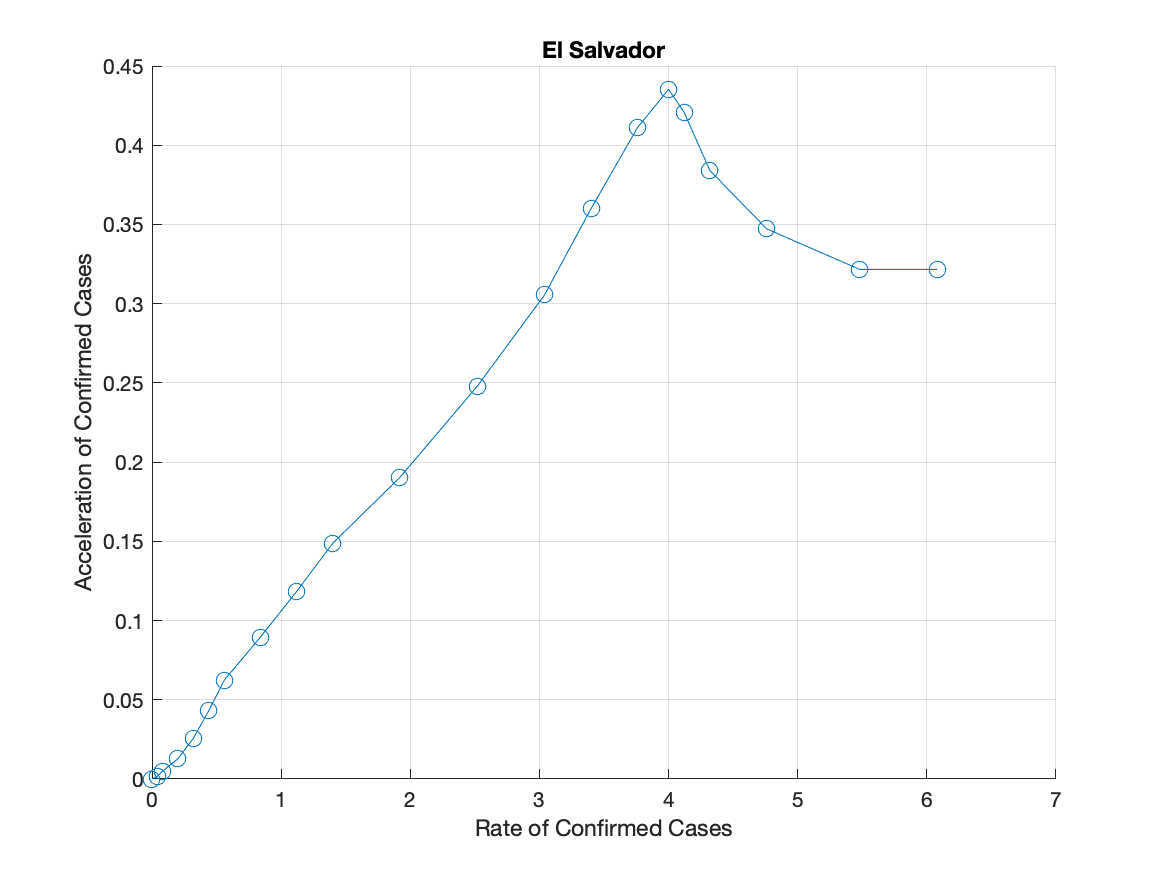 El Salvador
0.45
0.4
0.35
0.3
0.25
0.2
0.15
0.1
0.05
0
Acceleration of Confirmed Cases
0 1 2 3 4 5 6 7
Rate of Confirmed Cases